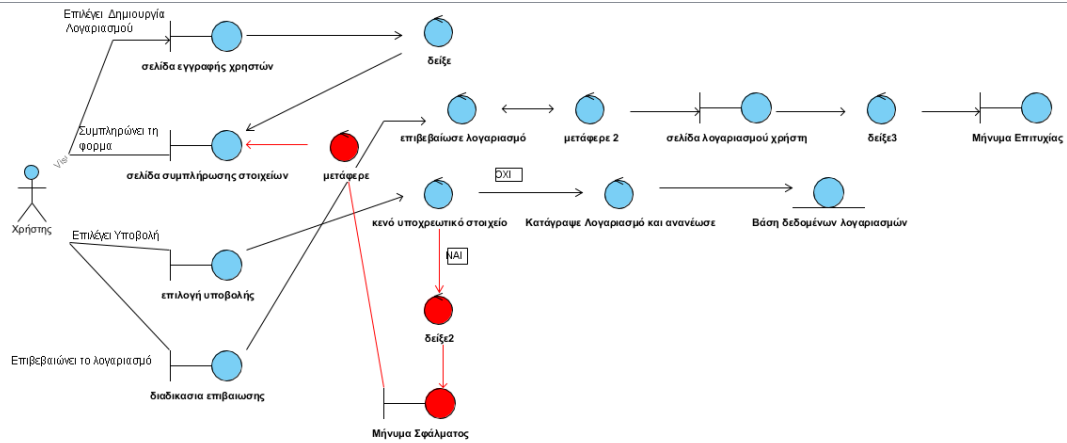 Επιλέγει Δημιουργία
Λογαριασμού
σελίδα εγγραφής χρηστών
δείξε
Συμπληρώνει τη
φορμα
σελίδα συμπλήρωσης στοιχείων
μετάφερε
επιβεβαίωσε λογαριασμό
μετάφερε 2
σελίδα λογαριασμού χρήστη
δείξε3
Μήνυμα Επιτυχίας
Χρήστης
ΟΧΙ
κενό υποχρεωτικό στοιχείο
Κατάγραψε Λογαριασμό και ανανέωσε
Βάση δεδομένων λογαριασμών
Επιλέγει Υποβολή
ΝΑΙ
επιλογή υποβολής
δείξε2
Επιβεβαιώνει το λογαριασμό
διαδικασια επιβαιωσης
Μήνυμα Σφάλματος